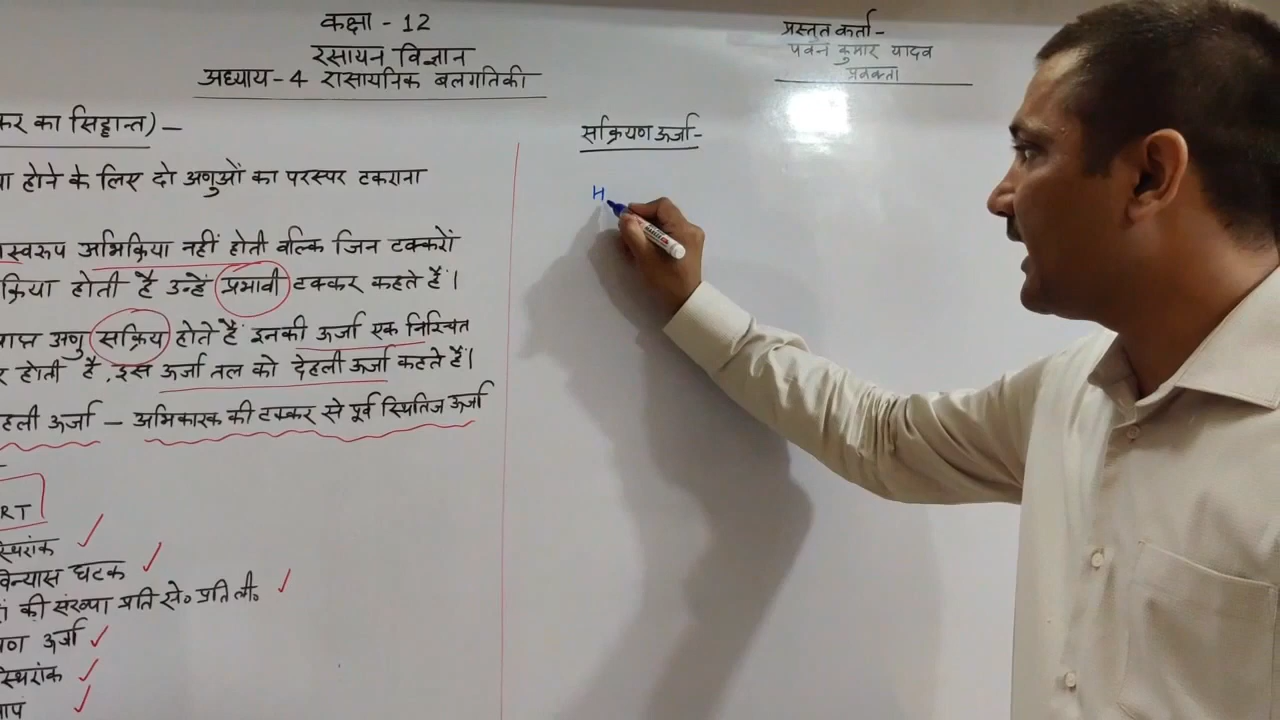 कक्षा - 12
रसायन विज्ञान
अध्याय - 4 रासायनिक बलगतिकी
प्रस्तुत कर्ता -
पवन कुमार यादव
प्रवक्ता
कर का सिद्धान्त) -
या होने के लिए दो अणुओं का परस्पर टकराना
स्वरूप अभिक्रिया नहीं होती बल्कि जिन टक्करों
क्रिया होती है उन्हें प्रभावी टक्कर कहते हैं।
अणु सक्रिय होते हैं इनकी ऊर्जा एक निश्चित
र होती है, इस ऊर्जा तल को देहली ऊर्जा कहते हैं।
हली ऊर्जा – अभिकारक की टक्कर से पूर्व स्थितिज ऊर्जा
RT
स्थिरांक
विन्यास घटक
की संख्या प्रति से० प्रति ली०
ऊर्जा
स्थिरांक
ताप
सक्रियण ऊर्जा -
H